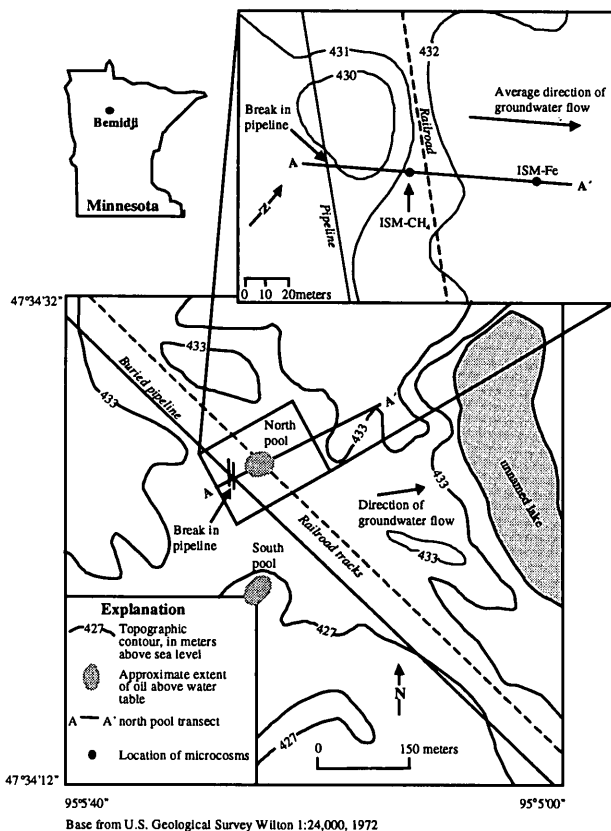 Bemidji
Minnesota
431
432
430
Break in
pipeline
Railroad
Average direction of
groundwater flow
A
ISM-Fe
A´
N
ISM-CH₄
Pipeline
0 10 20meters
47°34'32
433
433
Buried pipeline
North
pool
A´
433
433
A
Break in
pipeline
Direction of
groundwater flow
unnamed lake
433
South
pool
Railroad tracks
427
Explanation
427 Topographic
contour, in meters
above sea level
Approximate extent
of oil above water
table
A A´ north pool transect
Location of microcosms
427
N
0 150 meters
47°34'12
95°5'40 95°5'00
Base from U.S. Geological Survey Wilton 1:24,000, 1972